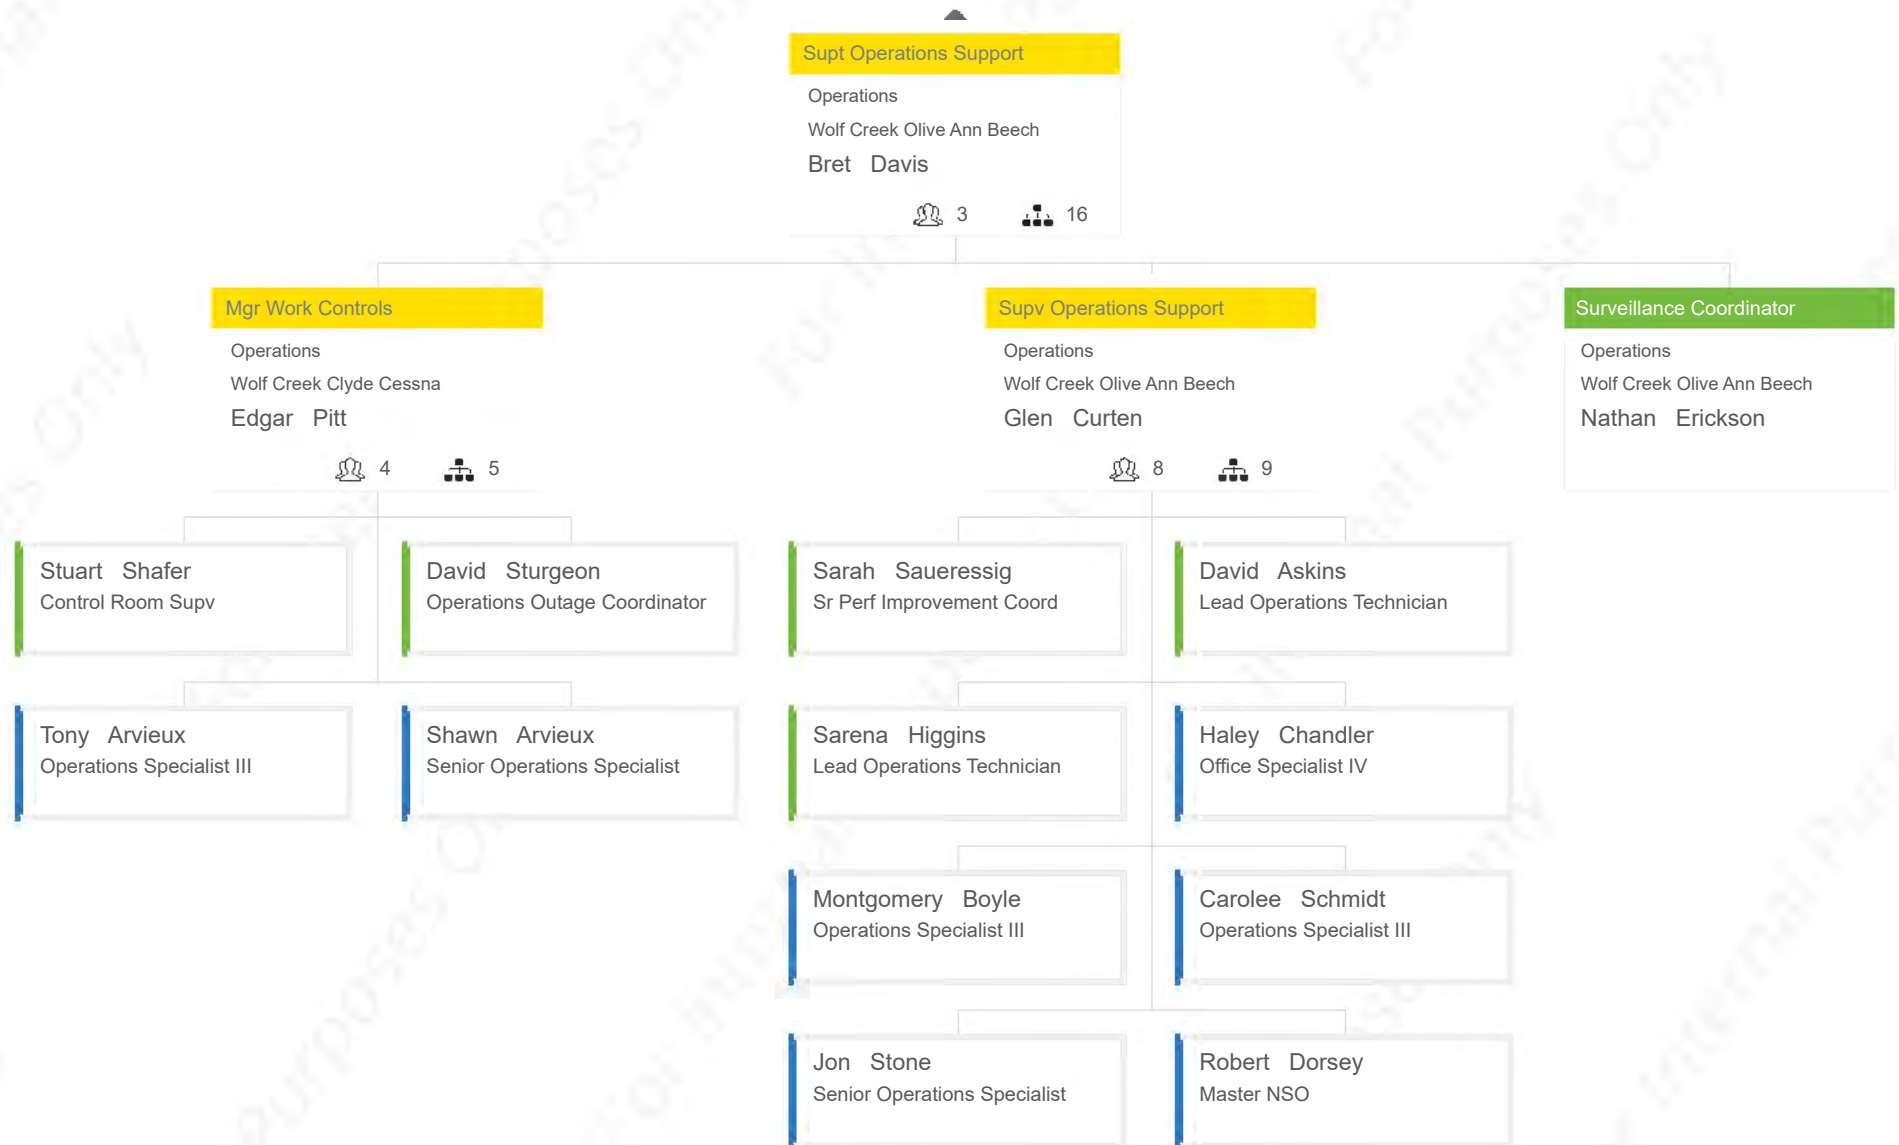 Supt Operations Support
Operations
Wolf Creek Olive Ann Beech
Bret Davis
3 16
Mgr Work Controls
Operations
Wolf Creek Clyde Cessna
Edgar Pitt
4 5
Supv Operations Support
Operations
Wolf Creek Olive Ann Beech
Glen Curten
8 9
Surveillance Coordinator
Operations
Wolf Creek Olive Ann Beech
Nathan Erickson
Stuart Shafer
Control Room Supv
David Sturgeon
Operations Outage Coordinator
Sarah Saueressig
Sr Perf Improvement Coord
David Askins
Lead Operations Technician
Tony Arvieux
Operations Specialist III
Shawn Arvieux
Senior Operations Specialist
Sarena Higgins
Lead Operations Technician
Haley Chandler
Office Specialist IV
Montgomery Boyle
Operations Specialist III
Carolee Schmidt
Operations Specialist III
Jon Stone
Senior Operations Specialist
Robert Dorsey
Master NSO